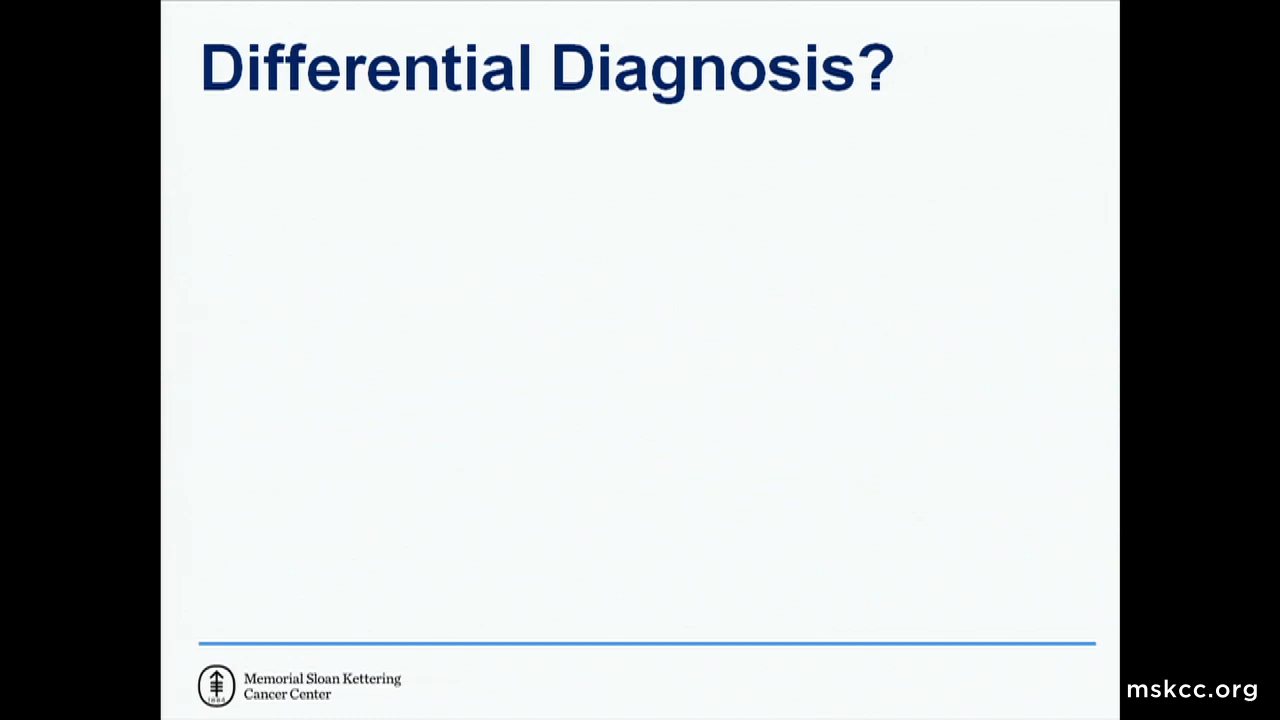 Differential Diagnosis?
Memorial Sloan Kettering
Cancer Center
mskcc.org